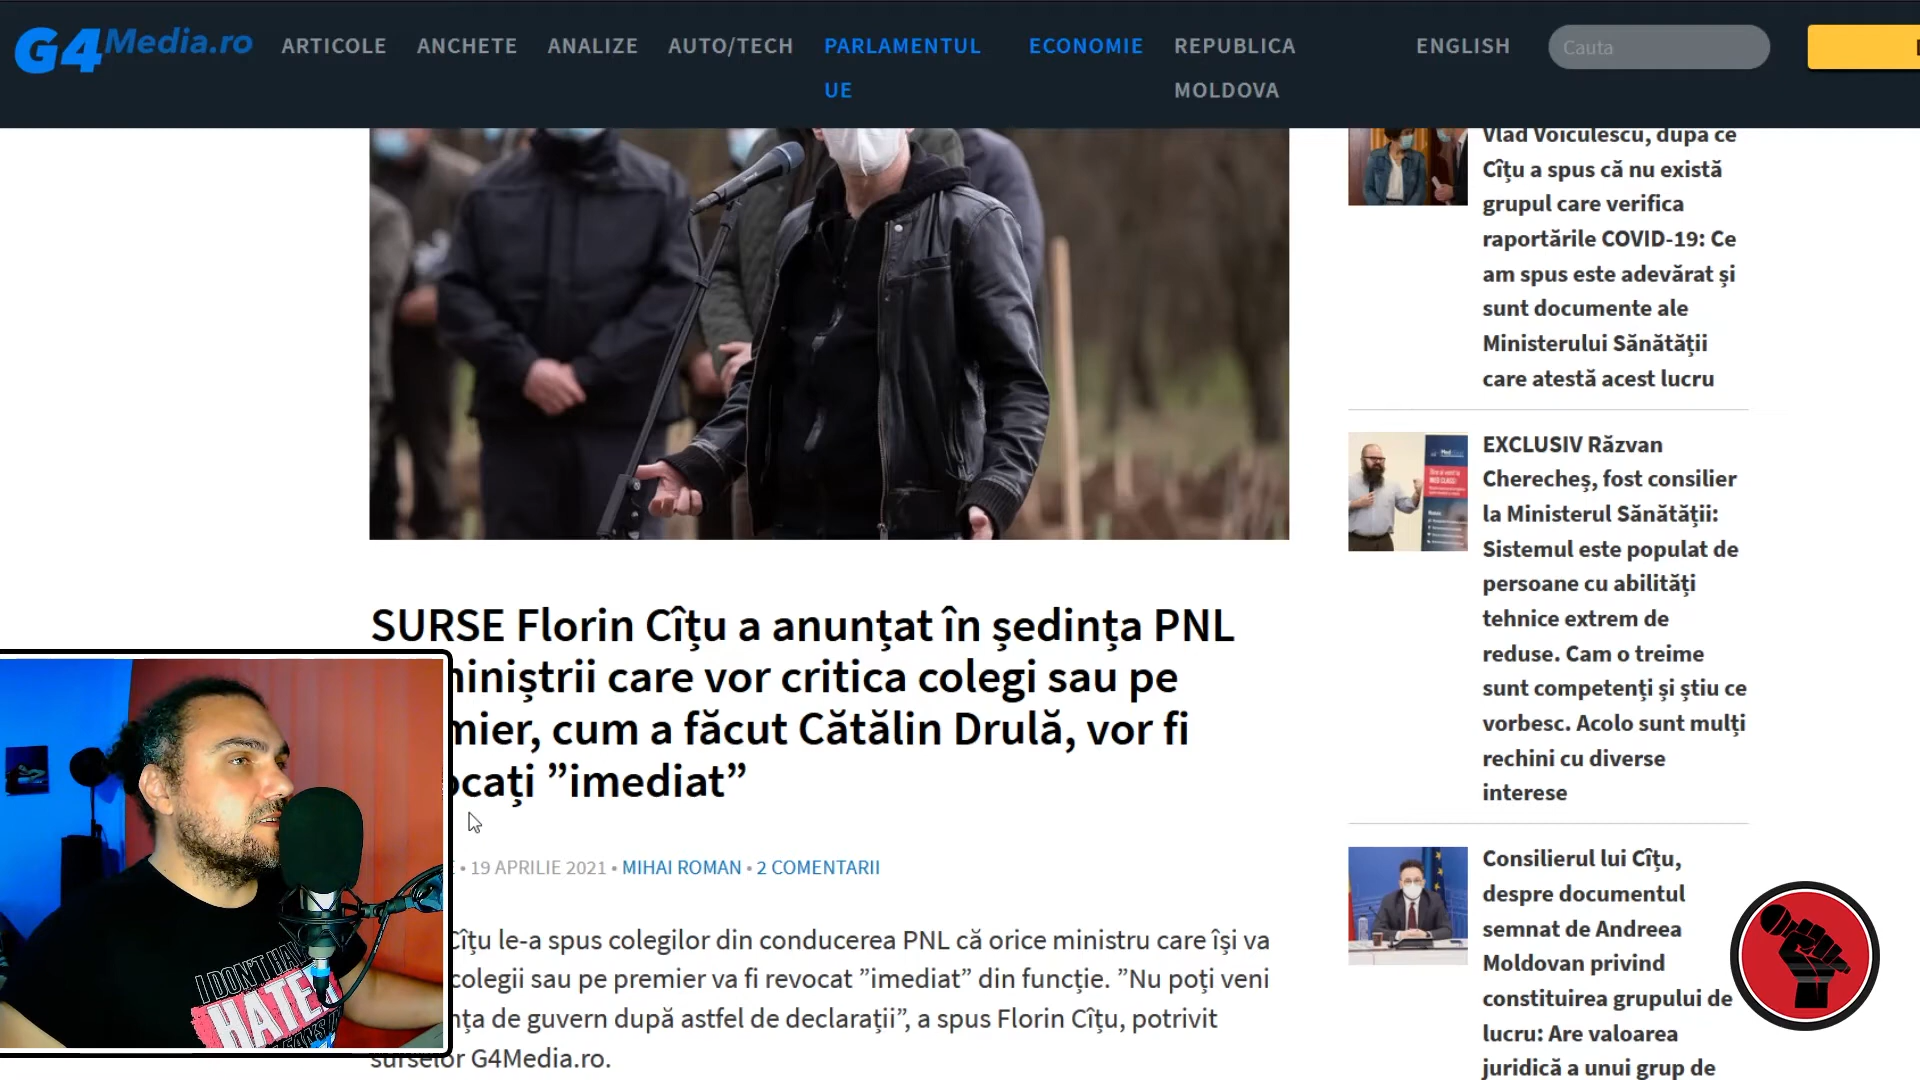 G4Media.ro
ARTICOLE ANCHETE ANALIZE AUTO/TECH PARLAMENTUL UE ECONOMIE REPUBLICA MOLDOVA ENGLISH
Cauta
SURSE Florin Cîțu a anunțat în ședința PNL
miniștrii care vor critica colegi sau pe
mier, cum a făcut Cătălin Drulă, vor fi
ocați ”imediat”
• 19 APRILIE 2021 • MIHAI ROMAN • 2 COMENTARII
Cîțu le-a spus colegilor din conducerea PNL că orice ministru care își va
colegii sau pe premier va fi revocat ”imediat” din funcție. ”Nu poți veni
nța de guvern după astfel de declarații”, a spus Florin Cîțu, potrivit
surselor G4Media.ro.
Vlad Voiculescu, după ce
Cîțu a spus că nu există
grupul care verifica
raportările COVID-19: Ce
am spus este adevărat și
sunt documente ale
Ministerului Sănătății
care atestă acest lucru
EXCLUSIV Răzvan
Cherecheș, fost consilier
la Ministerul Sănătății:
Sistemul este populat de
persoane cu abilități
tehnice extrem de
reduse. Cam o treime
sunt competenți și știu ce
vorbesc. Acolo sunt mulți
rechini cu diverse
interese
Consilierul lui Cîțu,
despre documentul
semnat de Andreea
Moldovan privind
constituirea grupului de
lucru: Are valoarea
juridică a unui grup de
I DON'T HAVE
HATE